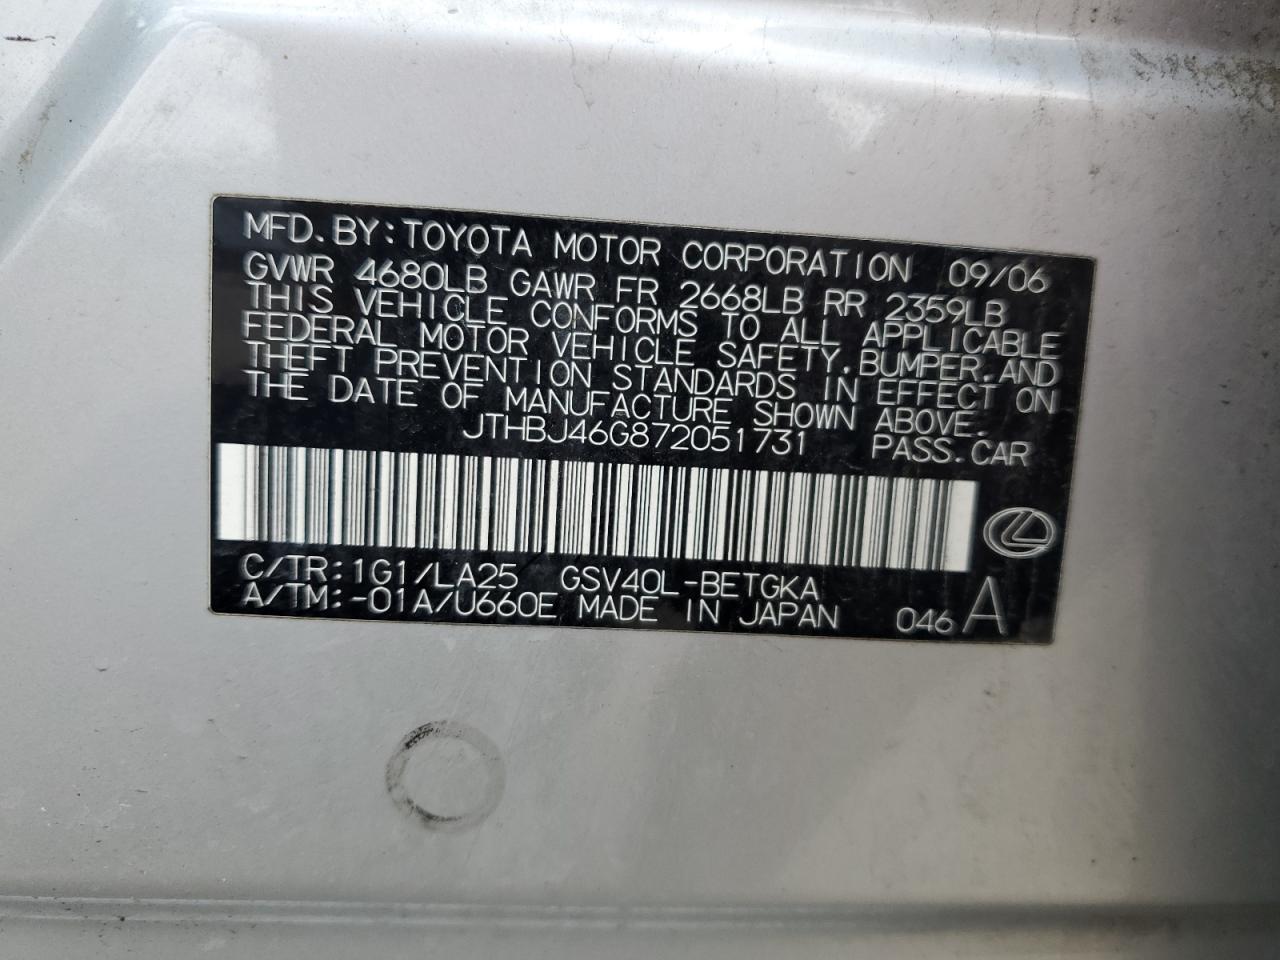 MFD. BY: TOYOTA MOTOR CORPORATION 09/06
GVWR 4680LB GAWR FR 2668LB RR 2359LB
THIS VEHICLE CONFORMS TO ALL APPLICABLE
FEDERAL MOTOR VEHICLE SAFETY. BUMPER. AND
THEFT PREVENTION STANDARDS IN EFFECT ON
THE DATE OF MANUFACTURE SHOWN ABOVE.
JTHBJ46G872051731 PASS. CAR
C/TR: 1G1/LA25 GSV40L-BETGKA
A/TM: -01A/U660E MADE IN JAPAN 046 A